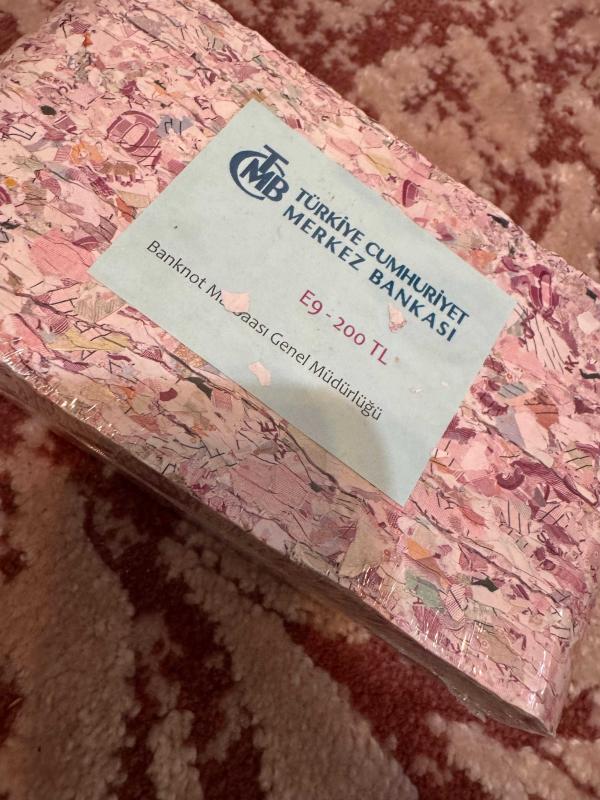 TCMB
TÜRKİYE CUMHURİYET
MERKEZ BANKASI
E9 - 200 TL
Banknot Genel Müdürlüğü